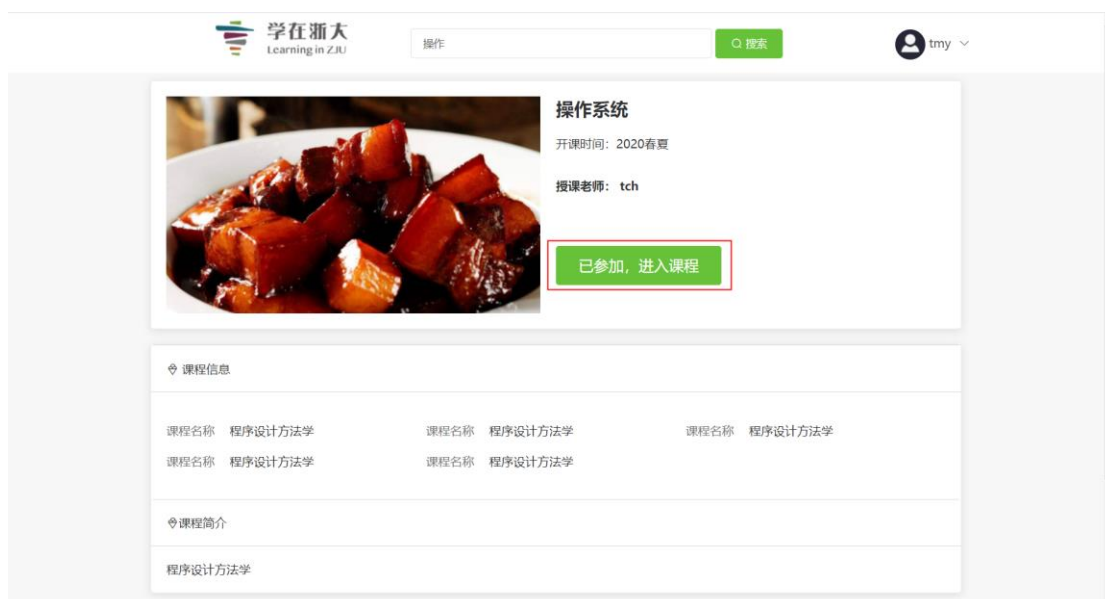 学在浙大
Learning in ZJU
操作
搜索
tmy
操作系统
开课时间：2020春夏
授课老师： tch
已参加，进入课程
课程信息
课程名称 程序设计方法学 课程名称 程序设计方法学 课程名称 程序设计方法学
课程名称 程序设计方法学 课程名称 程序设计方法学
课程简介
程序设计方法学